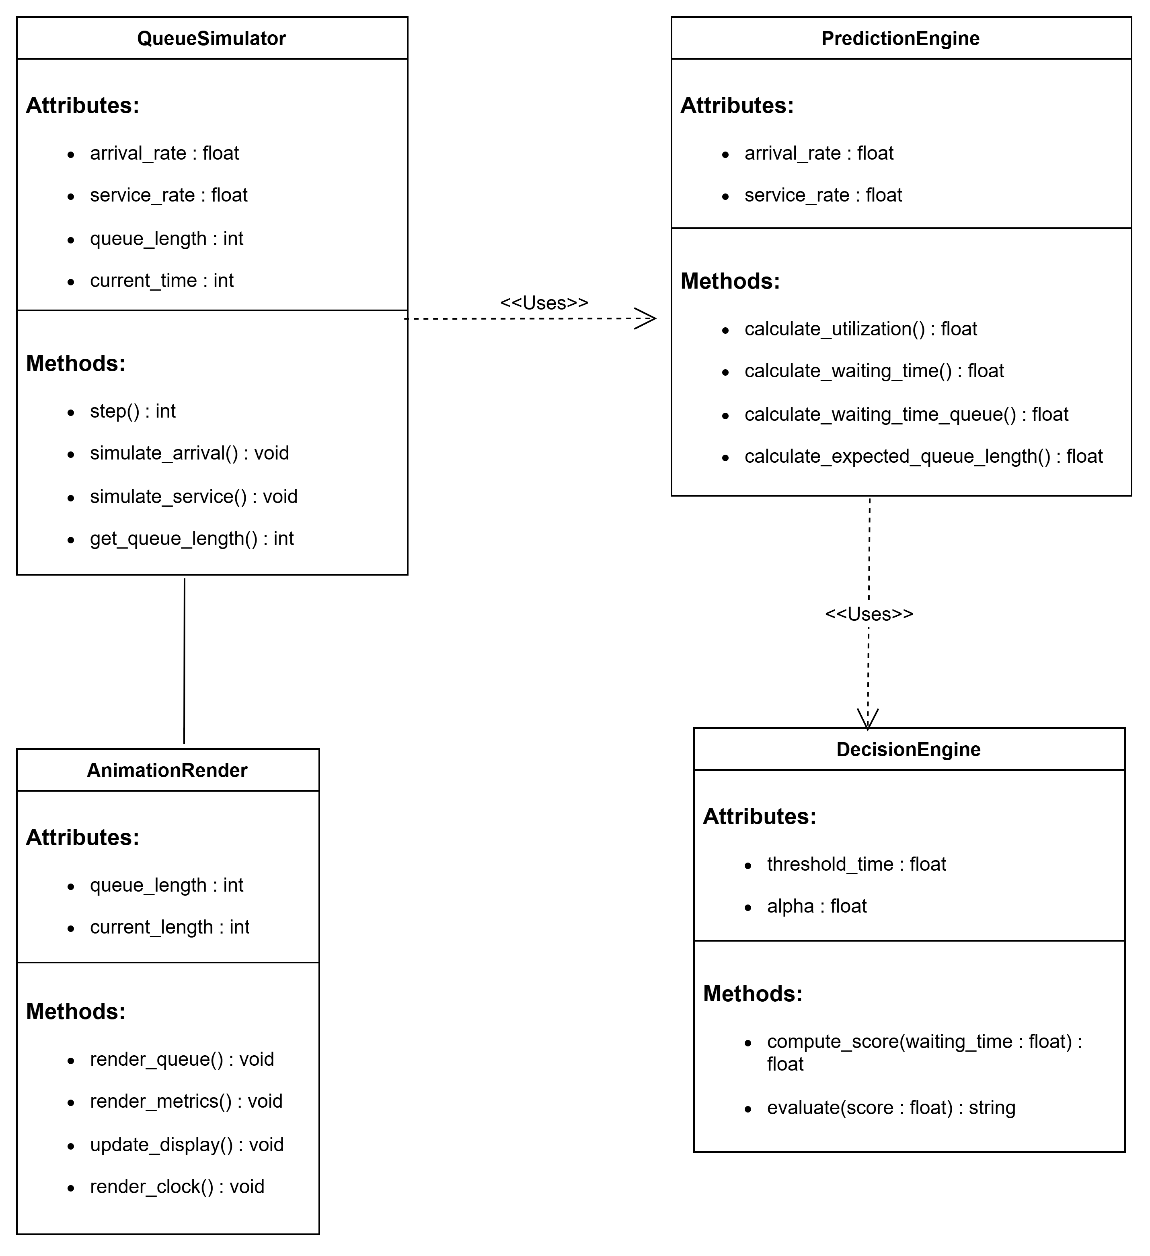 QueueSimulator
Attributes:
• arrival_rate : float
• service_rate : float
• queue_length : int
• current_time : int
Methods:
• step() : int
• simulate_arrival() : void
• simulate_service() : void
• get_queue_length() : int
<<Uses>>
PredictionEngine
Attributes:
• arrival_rate : float
• service_rate : float
Methods:
• calculate_utilization() : float
• calculate_waiting_time() : float
• calculate_waiting_time_queue() : float
• calculate_expected_queue_length() : float
<<Uses>>
AnimationRender
Attributes:
• queue_length : int
• current_length : int
Methods:
• render_queue() : void
• render_metrics() : void
• update_display() : void
• render_clock() : void
DecisionEngine
Attributes:
• threshold_time : float
• alpha : float
Methods:
• compute_score(waiting_time : float) :
float
• evaluate(score : float) : string